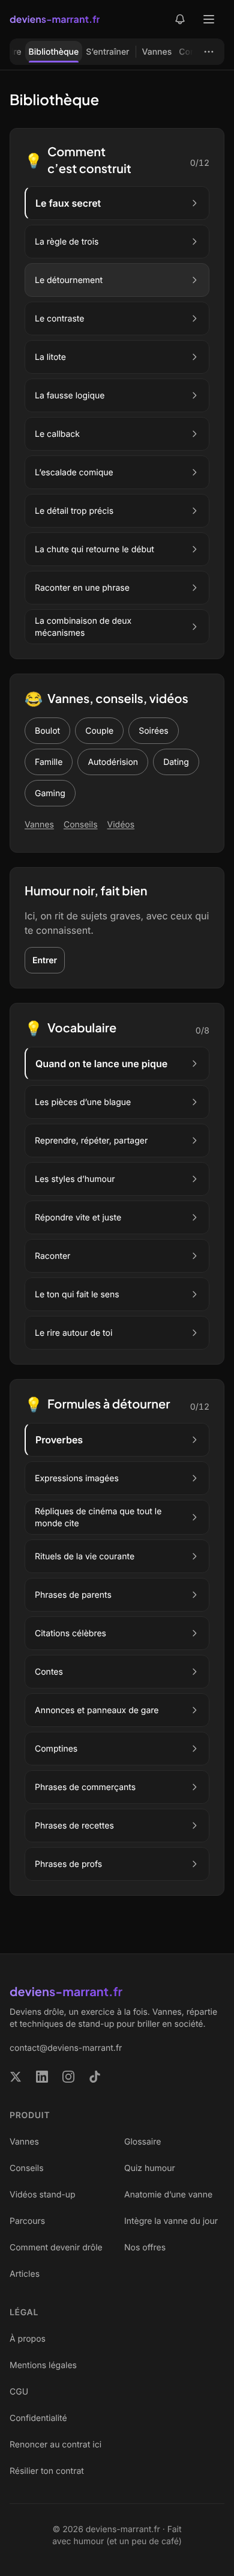 deviens-marrant.fr
re Bibliothèque S'entraîner Vannes Co
Bibliothèque
Comment
c'est construit
0/12
Le faux secret
La règle de trois
Le détournement
Le contraste
La litote
La fausse logique
Le callback
L'escalade comique
Le détail trop précis
La chute qui retourne le début
Raconter en une phrase
La combinaison de deux
mécanismes
Vannes, conseils, vidéos
Boulot Couple Soirées
Famille Autodérision Dating
Gaming
Vannes Conseils Vidéos
Humour noir, fait bien
Ici, on rit de sujets graves, avec ceux qui
te connaissent.
Entrer
Vocabulaire 0/8
Quand on te lance une pique
Les pièces d'une blague
Reprendre, répéter, partager
Les styles d'humour
Répondre vite et juste
Raconter
Le ton qui fait le sens
Le rire autour de toi
Formules à détourner 0/12
Proverbes
Expressions imagées
Répliques de cinéma que tout le
monde cite
Rituels de la vie courante
Phrases de parents
Citations célèbres
Contes
Annonces et panneaux de gare
Comptines
Phrases de commerçants
Phrases de recettes
Phrases de profs
deviens-marrant.fr
Deviens drôle, un exercice à la fois. Vannes, répartie
et techniques de stand-up pour briller en société.
contact@deviens-marrant.fr
PRODUIT
Vannes Glossaire
Conseils Quiz humour
Vidéos stand-up Anatomie d'une vanne
Parcours Intègre la vanne du jour
Comment devenir drôle Nos offres
Articles
LÉGAL
À propos
Mentions légales
CGU
Confidentialité
Renoncer au contrat ici
Résilier ton contrat
© 2026 deviens-marrant.fr · Fait
avec humour (et un peu de café)